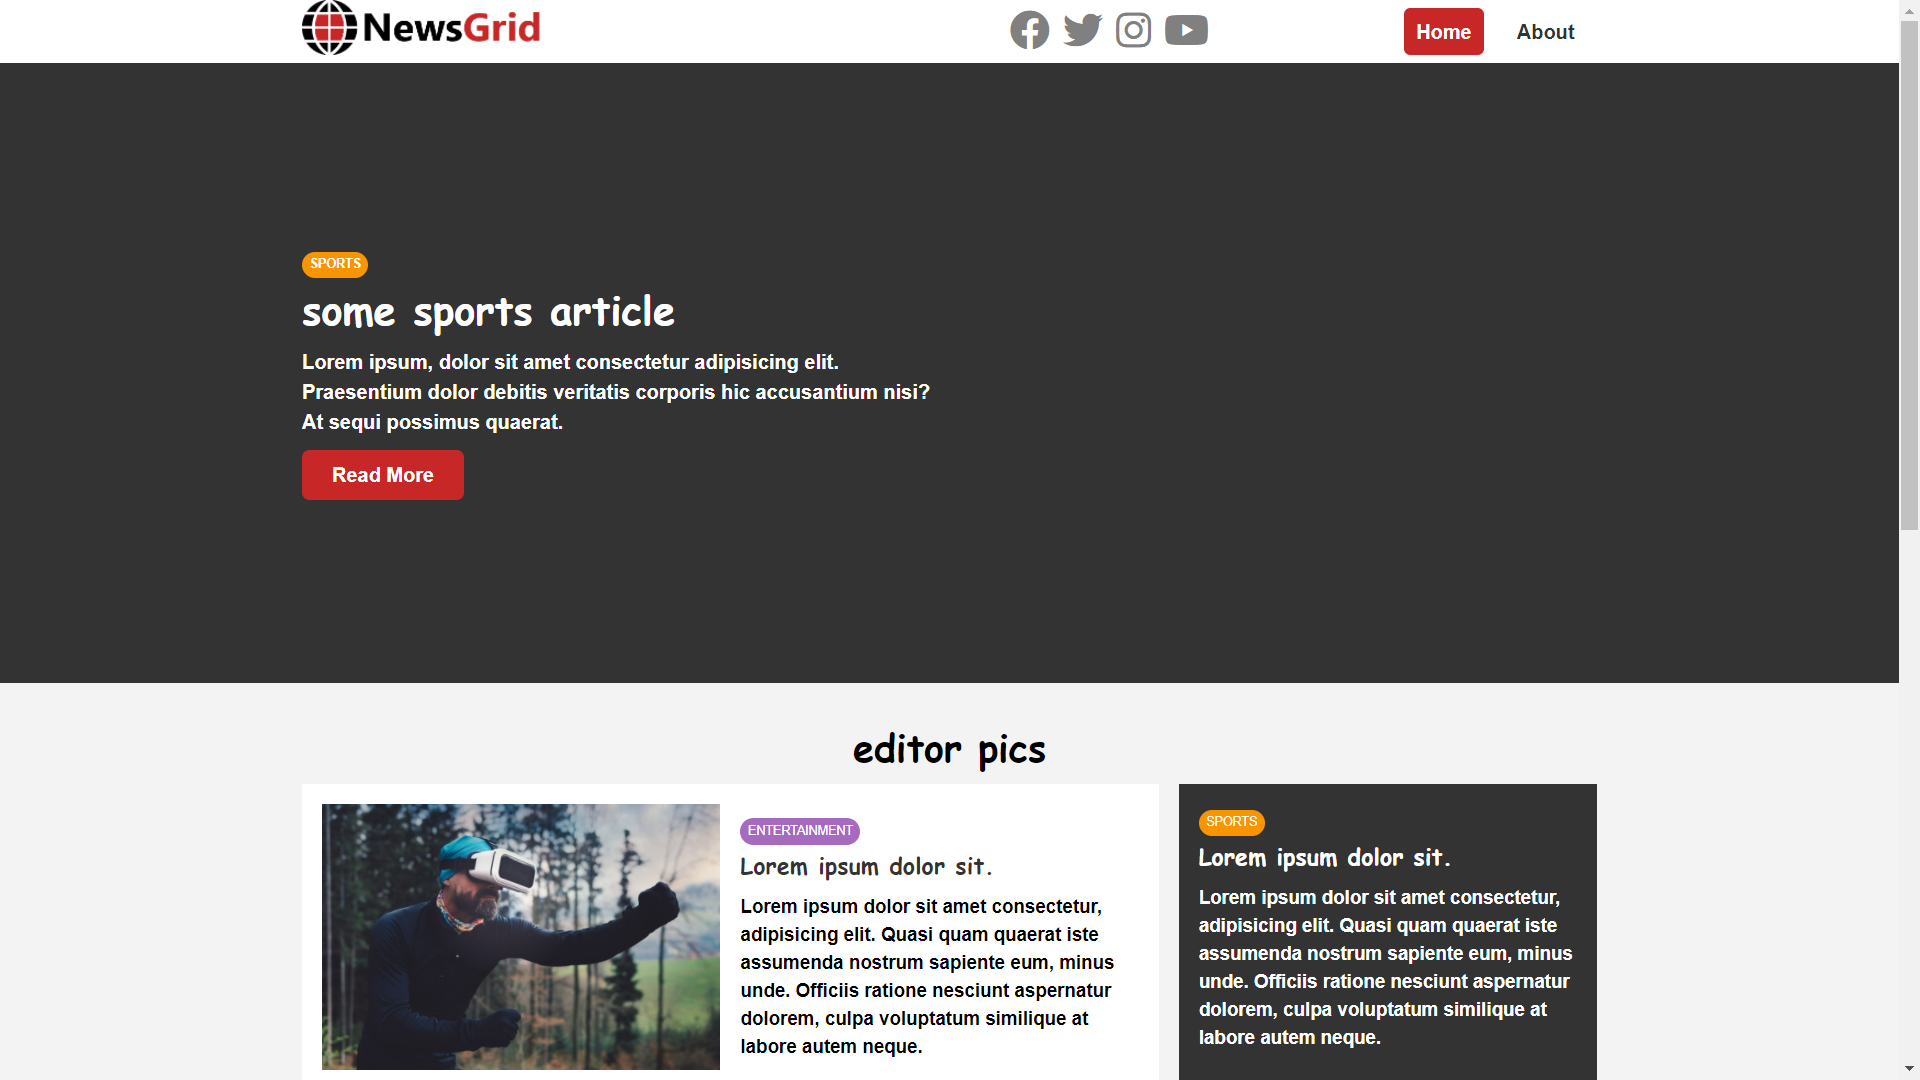 NewsGrid
Home
About
SPORTS
some sports article
Lorem ipsum, dolor sit amet consectetur adipisicing elit.
Praesentium dolor debitis veritatis corporis hic accusantium nisi?
At sequi possimus quaerat.
Read More
editor pics
ENTERTAINMENT
Lorem ipsum dolor sit.
Lorem ipsum dolor sit amet consectetur,
adipisicing elit. Quasi quam quaerat iste
assumenda nostrum sapiente eum, minus
unde. Officiis ratione nesciunt aspernatur
dolorem, culpa voluptatum similique at
labore autem neque.
SPORTS
Lorem ipsum dolor sit.
Lorem ipsum dolor sit amet consectetur,
adipisicing elit. Quasi quam quaerat iste
assumenda nostrum sapiente eum, minus
unde. Officiis ratione nesciunt aspernatur
dolorem, culpa voluptatum similique at
labore autem neque.